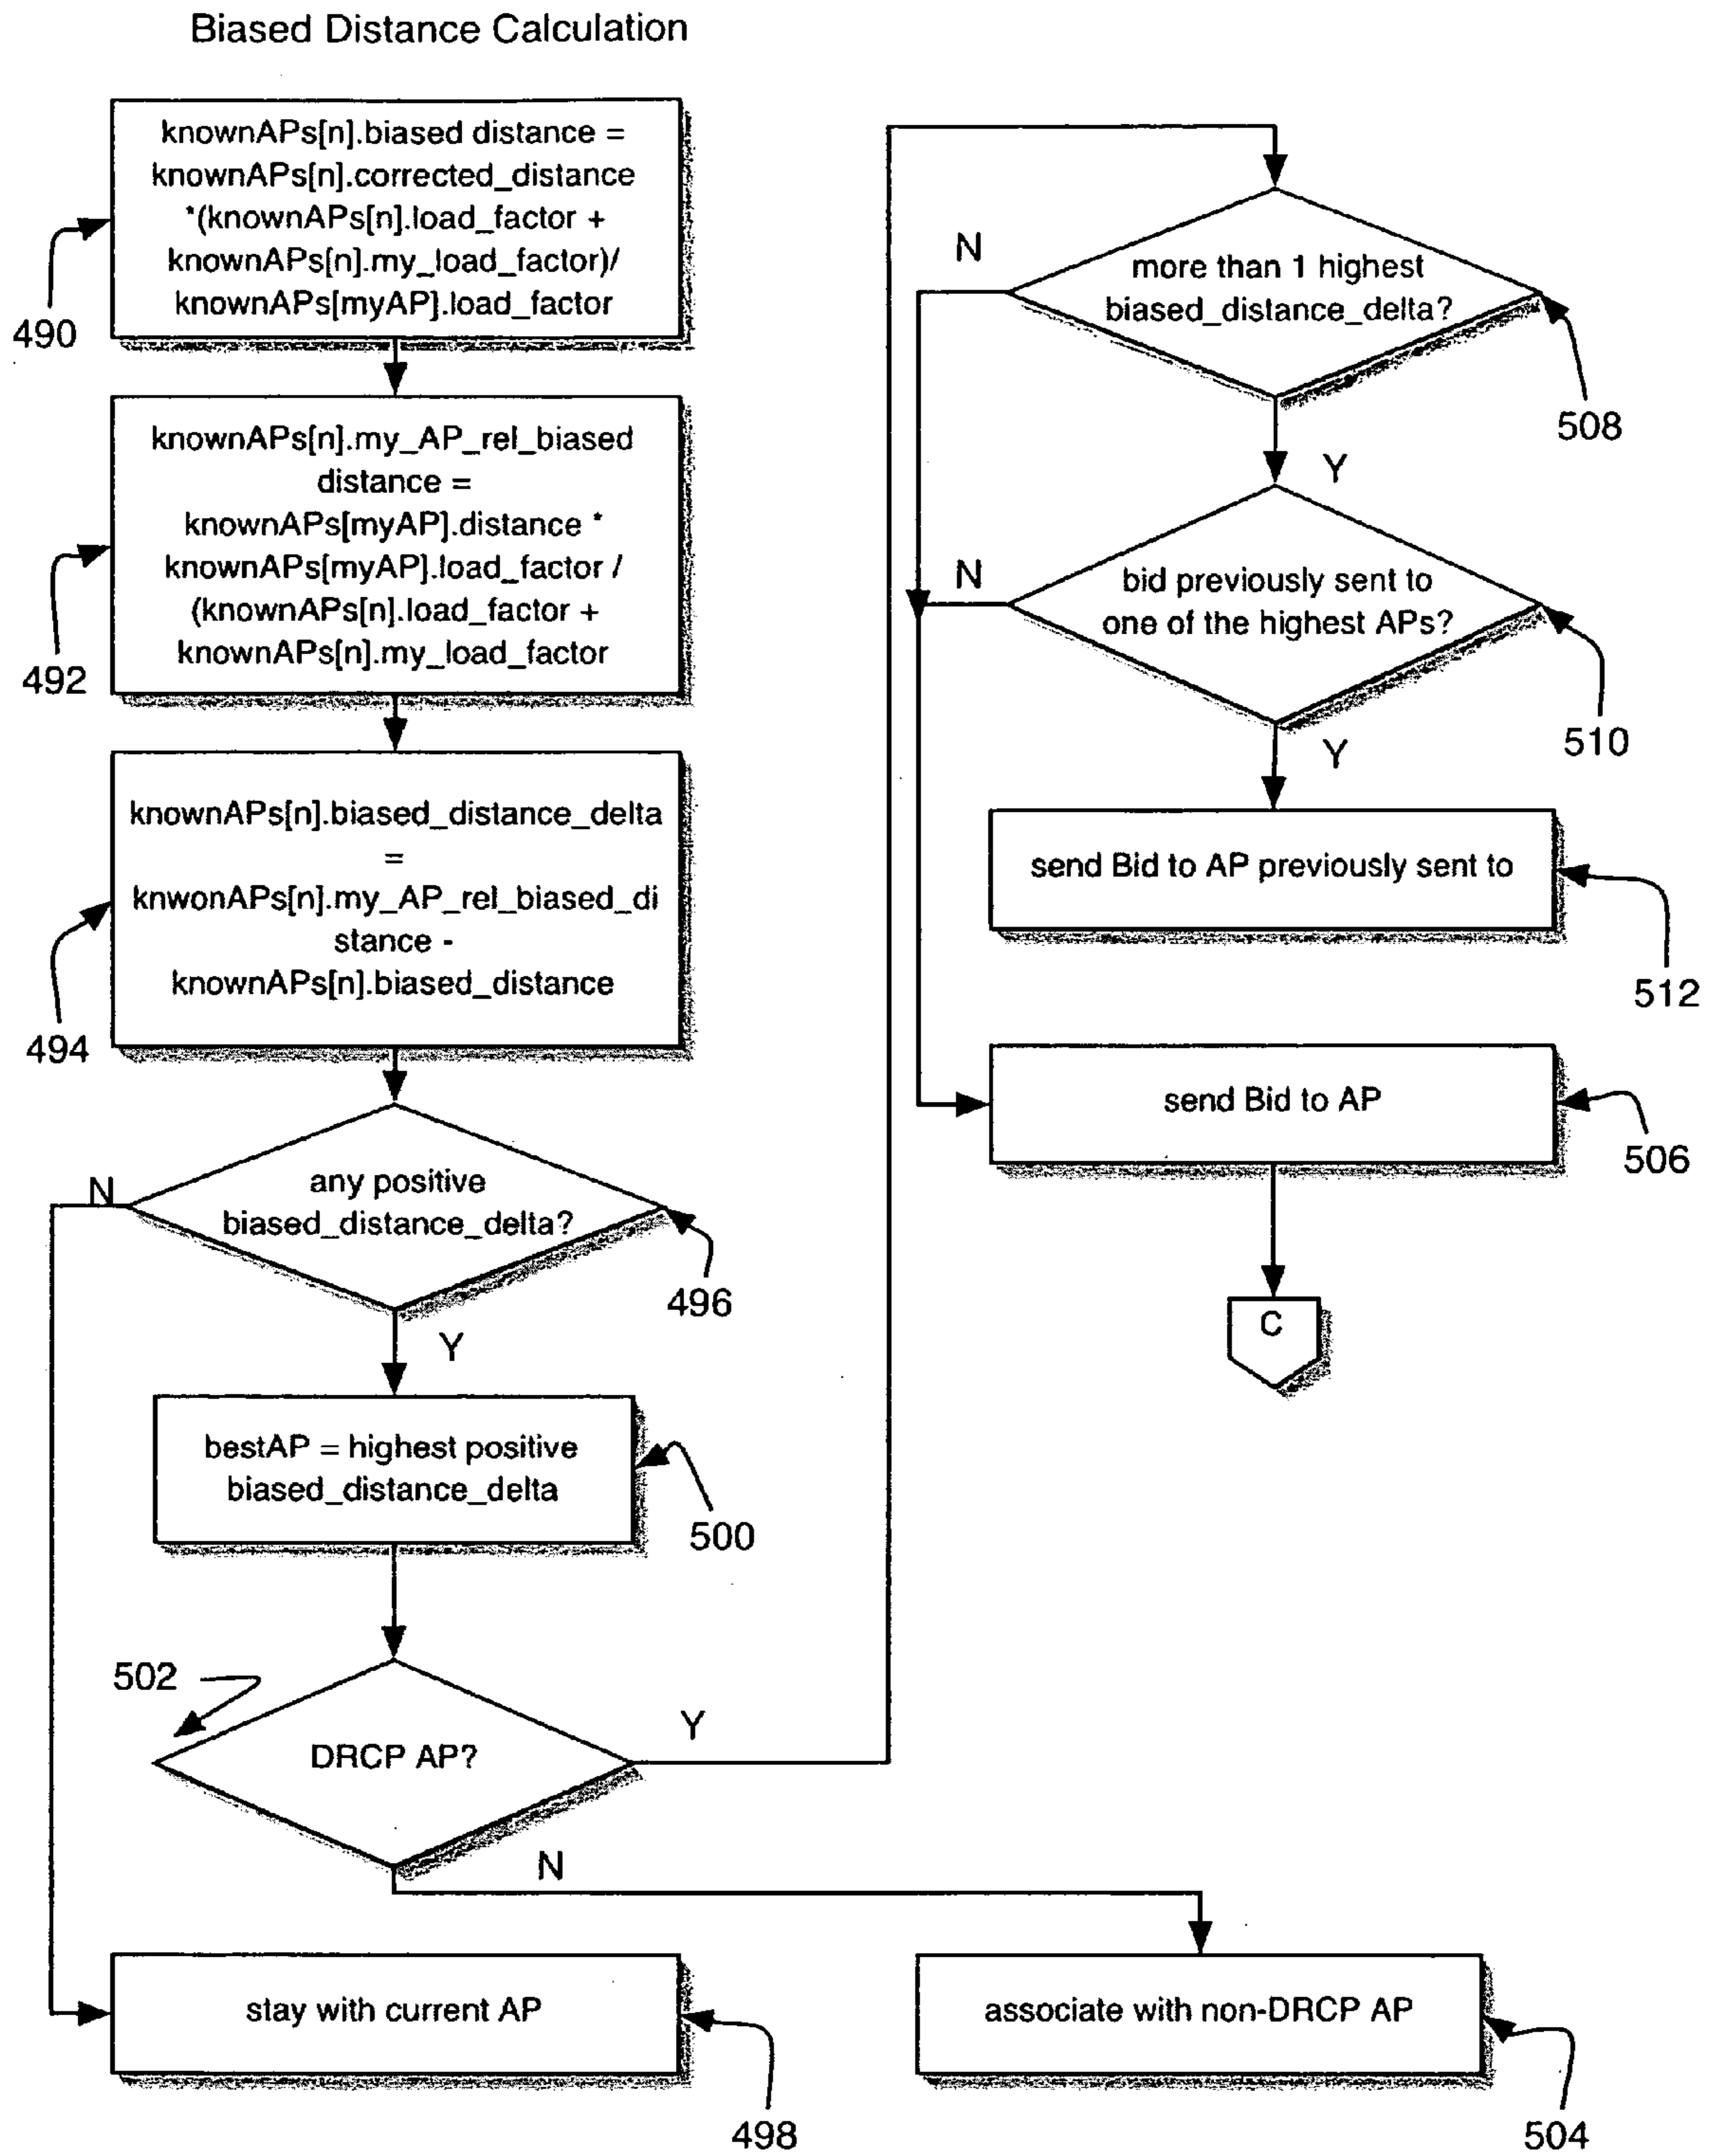 Biased Distance Calculation
knownAPs[n].biased distance =
knownAPs[n].corrected_distance
*(knownAPs[n].load_factor +
knownAPs[n].my_load_factor)/
knownAPs[myAP].load_factor
490
knownAPs[n].my_AP_rel_biased
distance =
knownAPs[myAP].distance *
knownAPs[myAP].load_factor /
(knownAPs[n].load_factor +
knownAPs[n].my_load_factor
492
knownAPs[n].biased_distance_delta
=
knwonAPs[n].my_AP_rel_biased_di
stance -
knownAPs[n].biased_distance
494
N
any positive
biased_distance_delta?
496
Y
bestAP = highest positive
biased_distance_delta
500
502
DRCP AP?
Y
N
stay with current AP
498
associate with non-DRCP AP
504
N
more than 1 highest
biased_distance_delta?
508
Y
N
bid previously sent to
one of the highest APs?
510
Y
send Bid to AP previously sent to
512
send Bid to AP
506
C